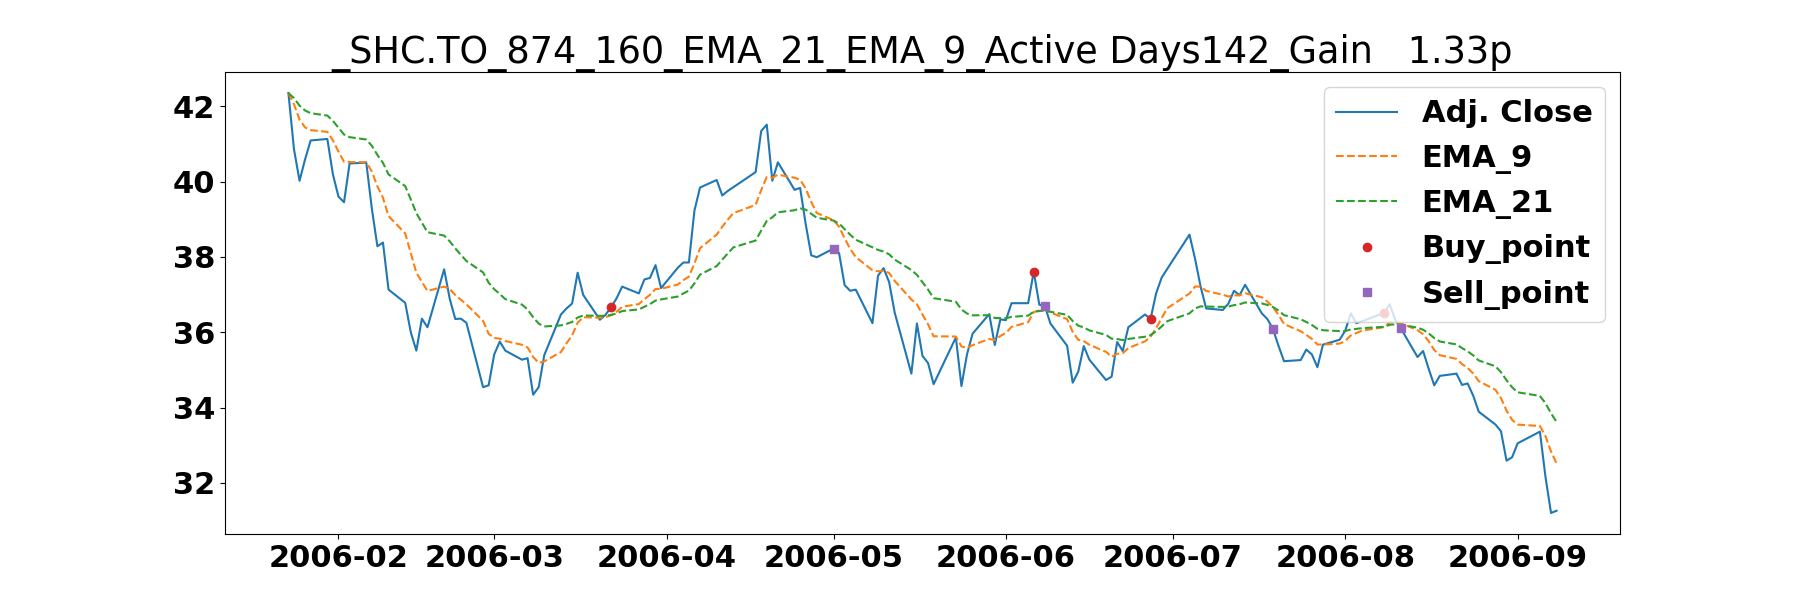 _SHC.TO_874_160_EMA_21_EMA_9_Active Days142_Gain   1.33p
42
40
38
36
34
32
Adj. Close
EMA_9
EMA_21
Buy_point
Sell_point
2006-02 2006-03 2006-04 2006-05 2006-06 2006-07 2006-08 2006-09